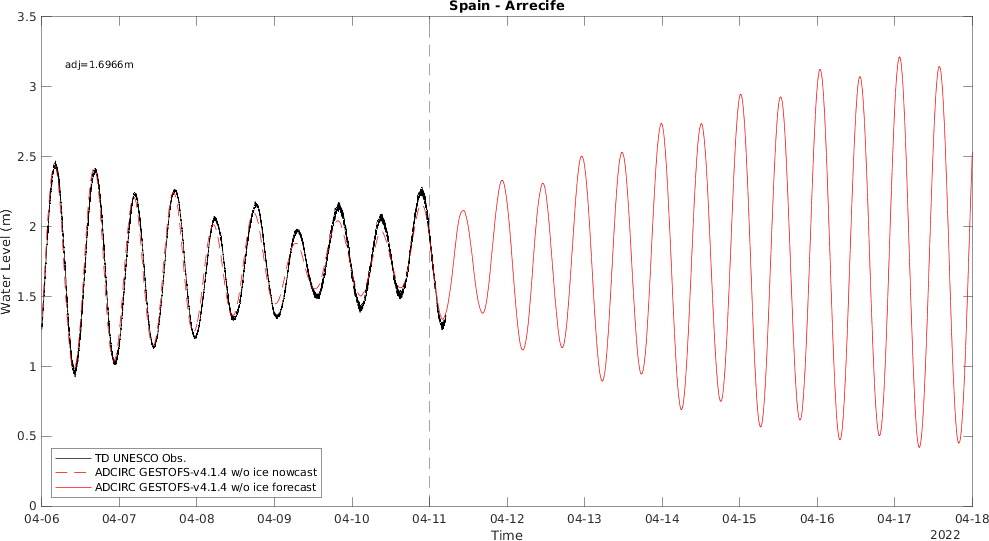 Spain - Arrecife
adj=1.6966m
Water Level (m)
3.5
3
2.5
2
1.5
1
0.5
0
TD UNESCO Obs.
ADCIRC GESTOFS-v4.1.4 w/o ice nowcast
ADCIRC GESTOFS-v4.1.4 w/o ice forecast
04-06 04-07 04-08 04-09 04-10 04-11 04-12 04-13 04-14 04-15 04-16 04-17 04-18
Time
2022